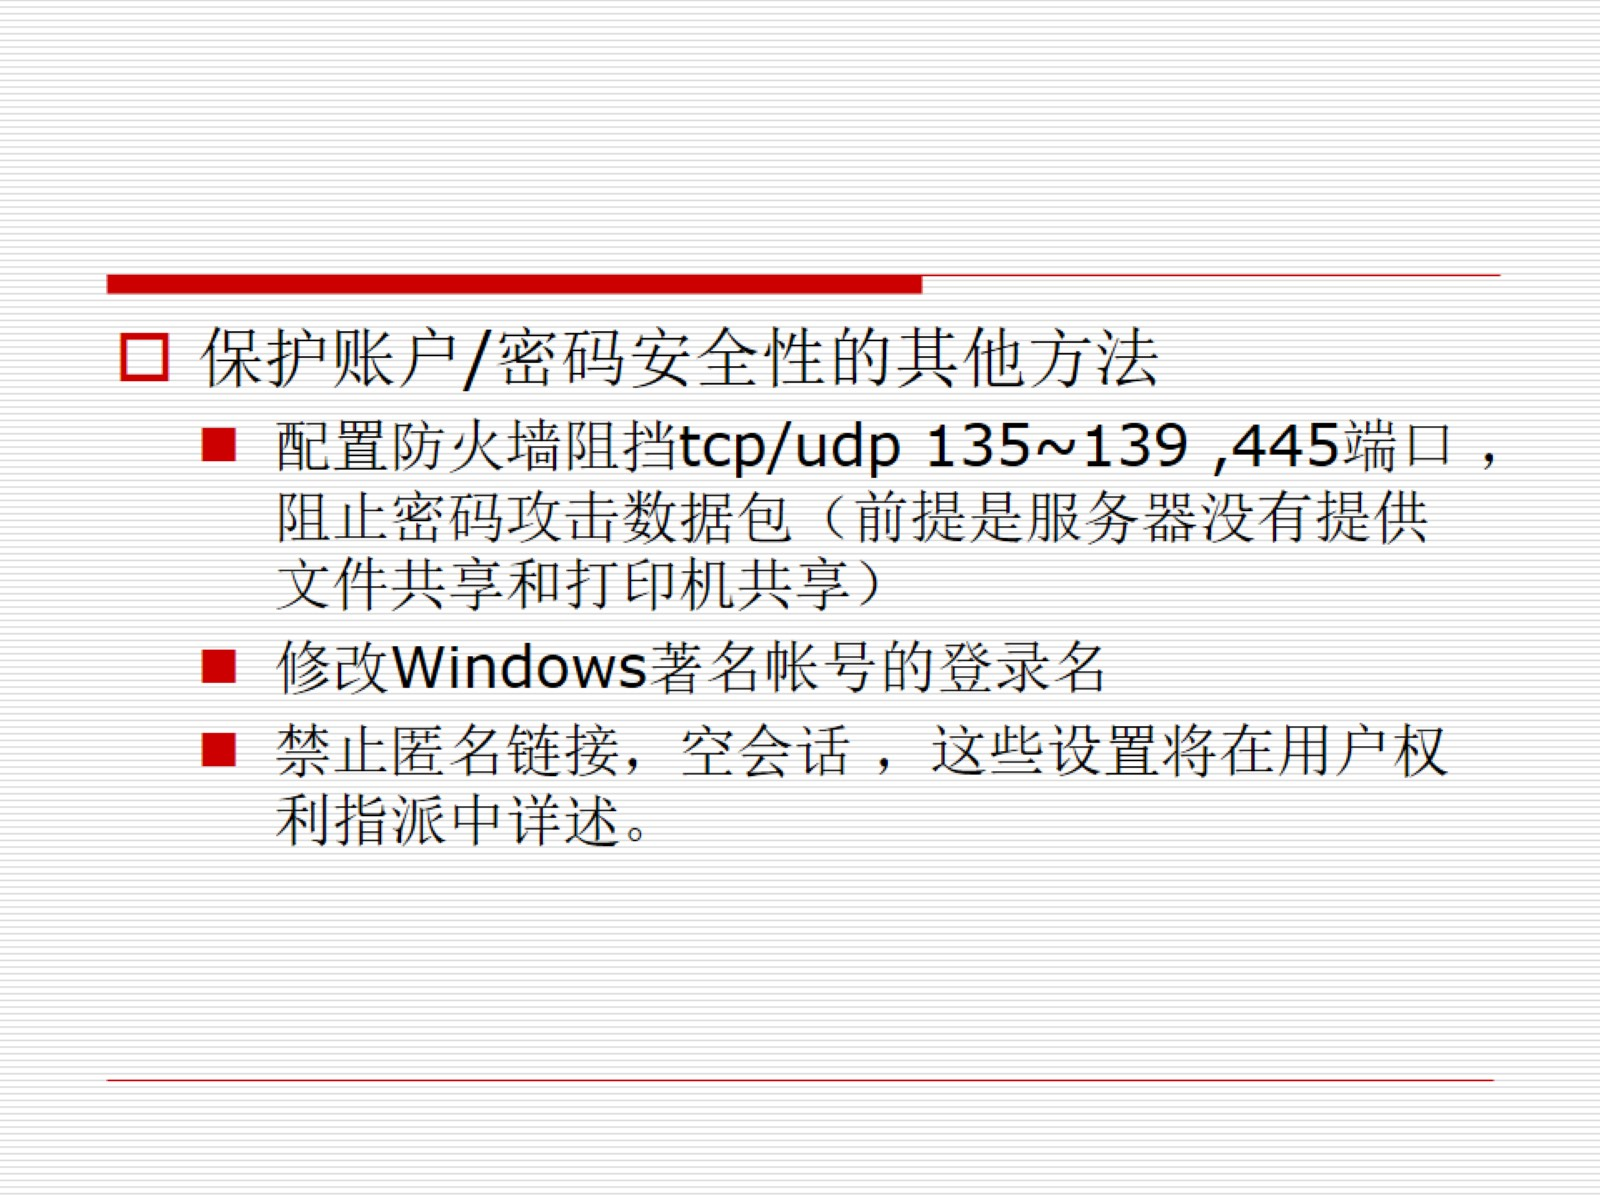 保护账户/密码安全性的其他方法
配置防火墙阻挡tcp/udp 135~139 ,445端口 ，
阻止密码攻击数据包（前提是服务器没有提供
文件共享和打印机共享）
修改Windows著名帐号的登录名
禁止匿名链接，空会话 ，这些设置将在用户权
利指派中详述。